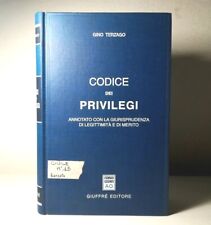 GINO TERZAGO
CODICE
DEI
PRIVILEGI
ANNOTATO CON LA GIURISPRUDENZA
DI LEGITTIMITÀ E DI MERITO
GIUFFRÈ EDITORE